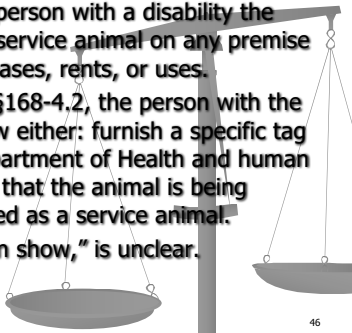 person with a disability the
service animal on any premise
ases, rents, or uses.
§168-4.2, the person with the
w either: furnish a specific tag
partment of Health and human
that the animal is being
ed as a service animal.
n show,” is unclear.
46